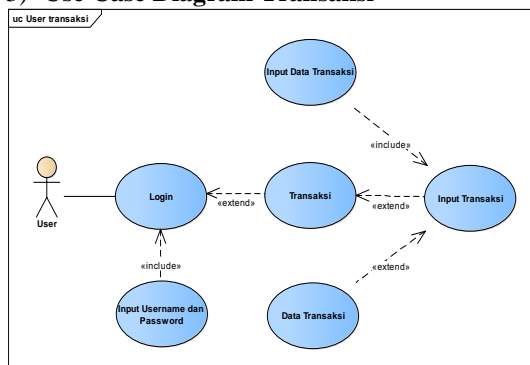 3) Use Case Diagram Transaksi
uc User transaksi
Input Data Transaksi
«include»
User
Login
«extend»
Transaksi
«extend»
Input Transaksi
«include»
«extend»
Input Username dan
Password
Data Transaksi